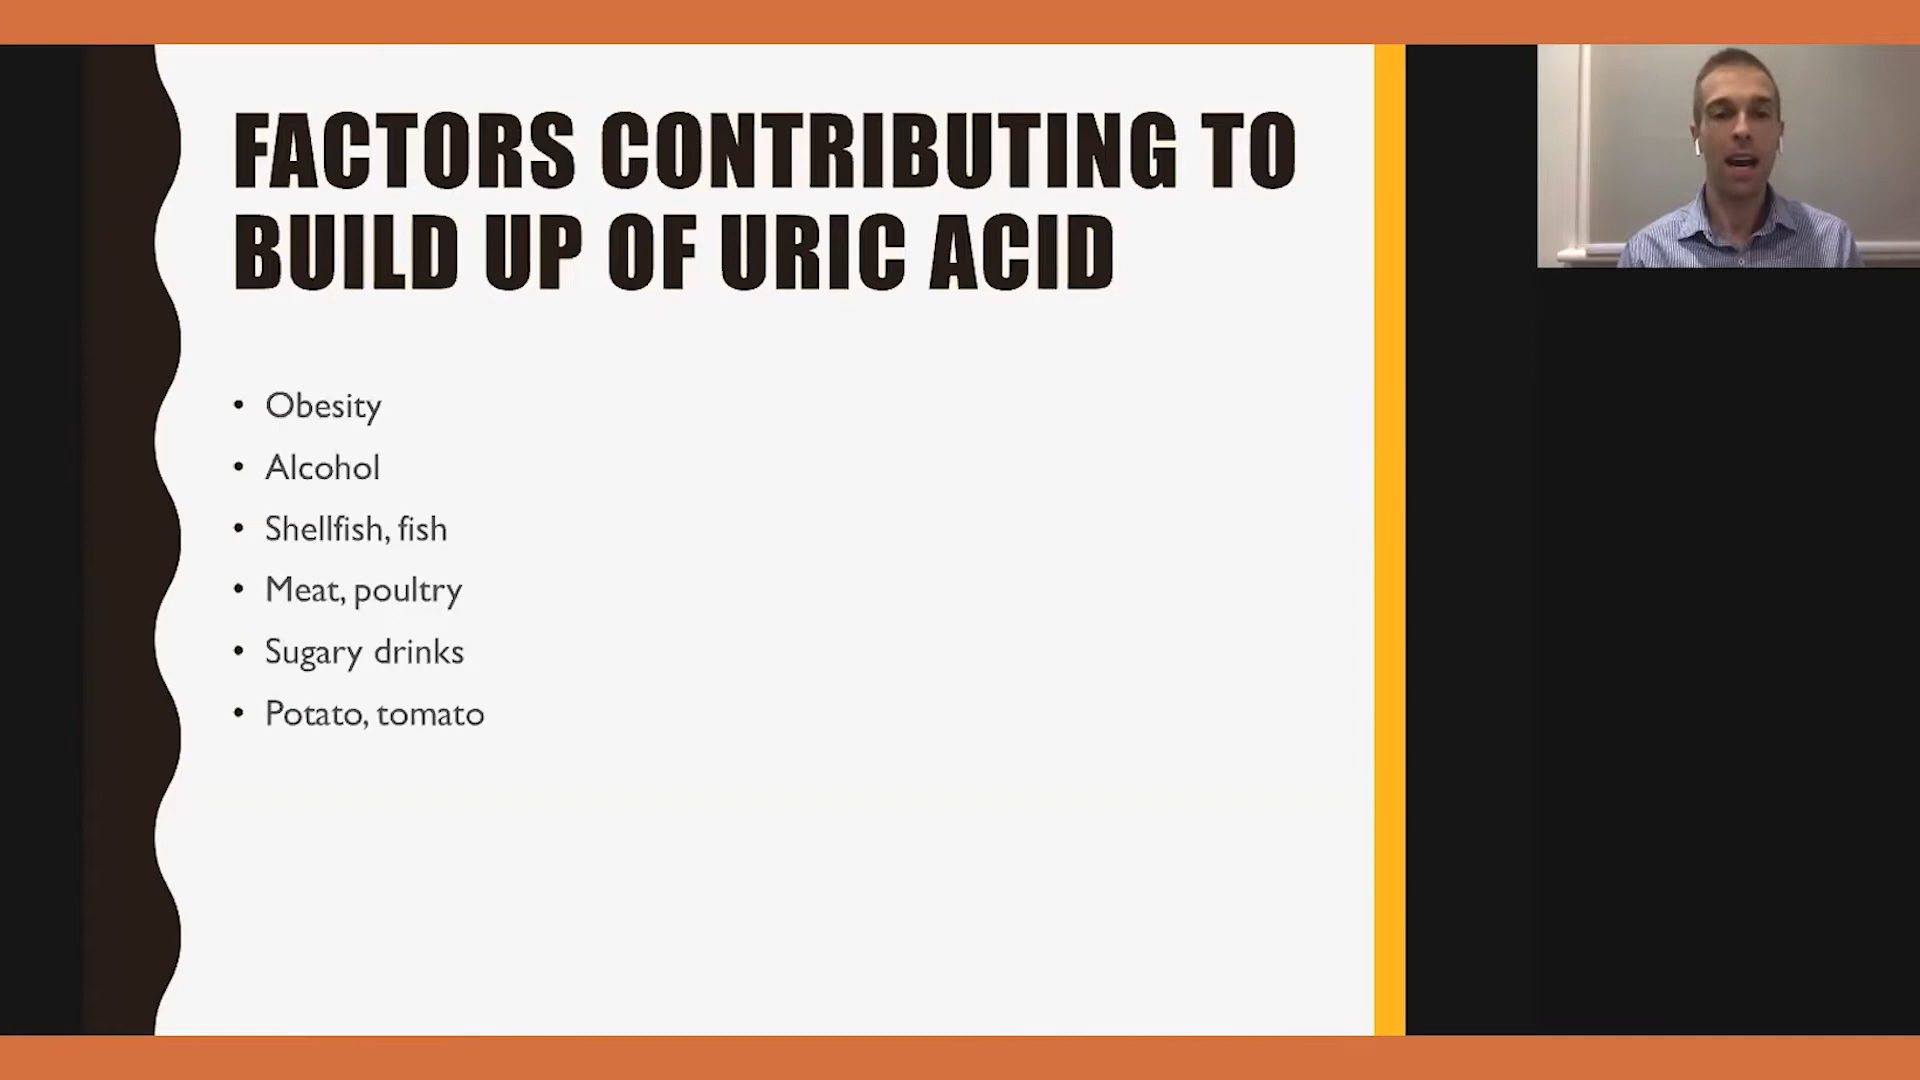 FACTORS CONTRIBUTING TO
BUILD UP OF URIC ACID
• Obesity
• Alcohol
• Shellfish, fish
• Meat, poultry
• Sugary drinks
• Potato, tomato